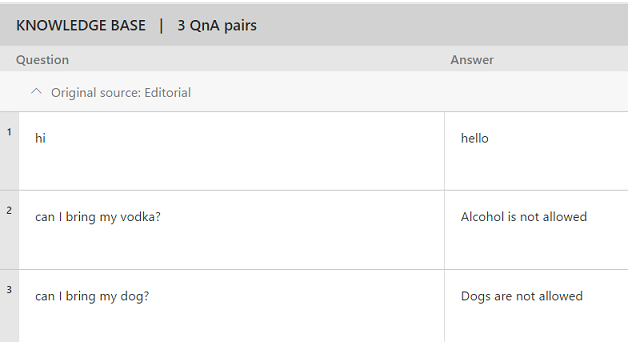 KNOWLEDGE BASE | 3 QnA pairs
Question Answer
Original source: Editorial
1 hi hello
2 can I bring my vodka? Alcohol is not allowed
3 can I bring my dog? Dogs are not allowed